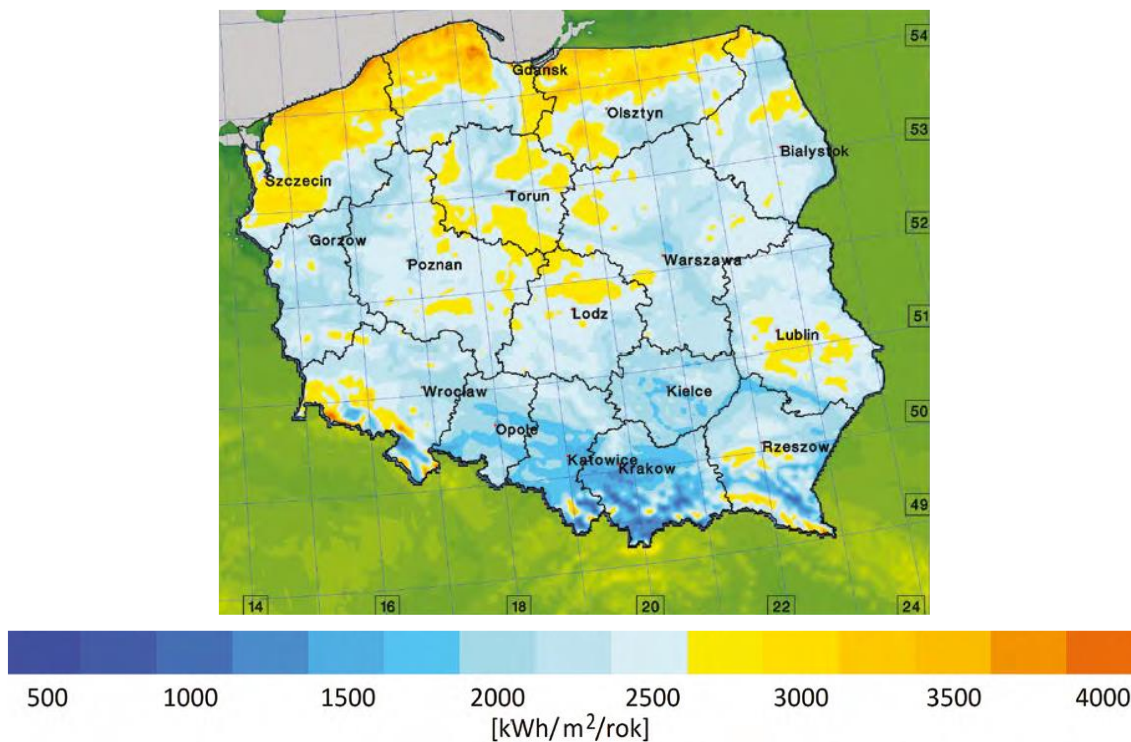 54
Gdansk
Olsztyn
53
Białystok
Szczecin
Torun
52
Gorzow
Poznan
Warszawa
51
Lodz
Lublin
Wroclaw
Kielce
50
Opole
Rzeszow
Katowice
Krakow
49
14 16 18 20 22 24
500 1000 1500 2000 2500 3000 3500 4000
[kWh/m²/rok]